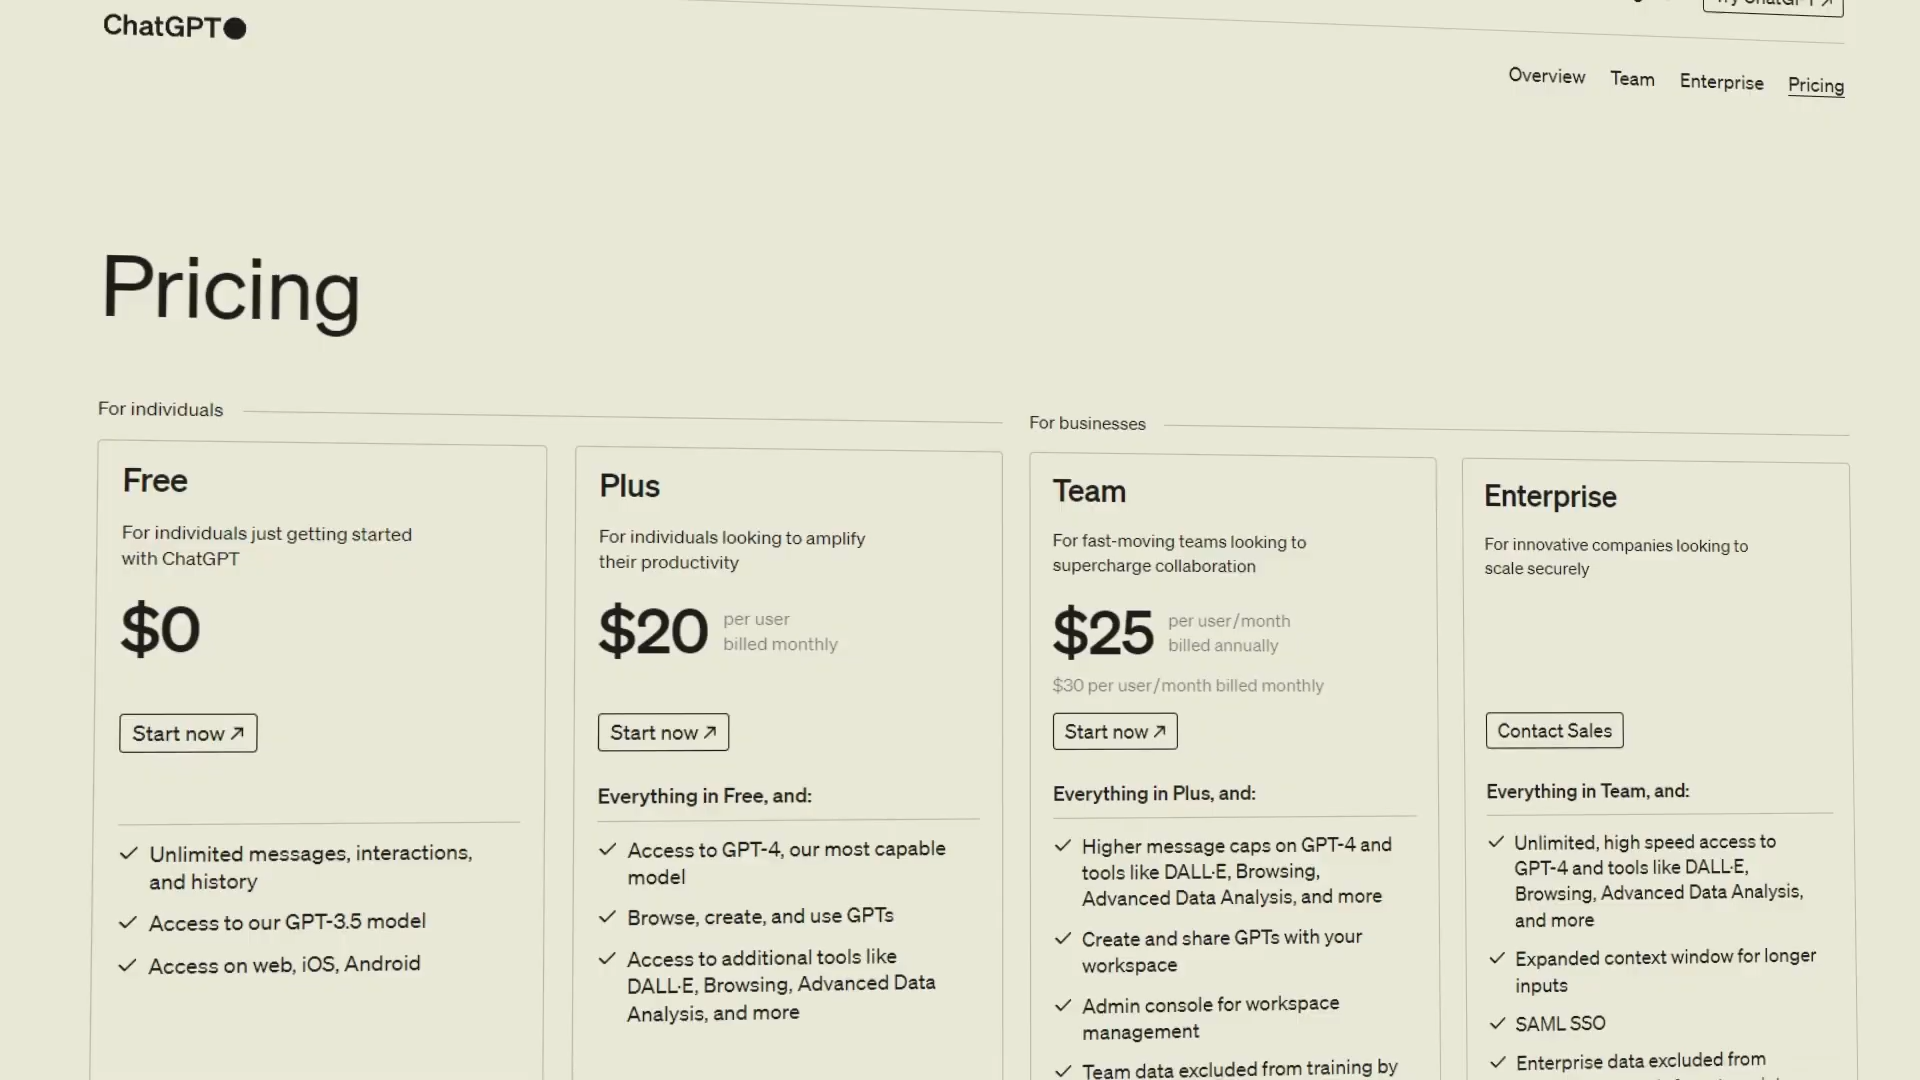 ChatGPT
Try ChatGPT ↗
Overview Team Enterprise Pricing
Pricing
For individuals
Free
For individuals just getting started
with ChatGPT
$0
Start now ↗
Unlimited messages, interactions,
and history
Access to our GPT-3.5 model
Access on web, iOS, Android
Plus
For individuals looking to amplify
their productivity
$20 per user
billed monthly
Start now ↗
Everything in Free, and:
Access to GPT-4, our most capable
model
Browse, create, and use GPTs
Access to additional tools like
DALL·E, Browsing, Advanced Data
Analysis, and more
For businesses
Team
For fast-moving teams looking to
supercharge collaboration
$25 per user/month
billed annually
$30 per user/month billed monthly
Start now ↗
Everything in Plus, and:
Higher message caps on GPT-4 and
tools like DALL·E, Browsing,
Advanced Data Analysis, and more
Create and share GPTs with your
workspace
Admin console for workspace
management
Team data excluded from training by
Enterprise
For innovative companies looking to
scale securely
Contact Sales
Everything in Team, and:
Unlimited, high speed access to
GPT-4 and tools like DALL·E,
Browsing, Advanced Data Analysis,
and more
Expanded context window for longer
inputs
SAML SSO
Enterprise data excluded from